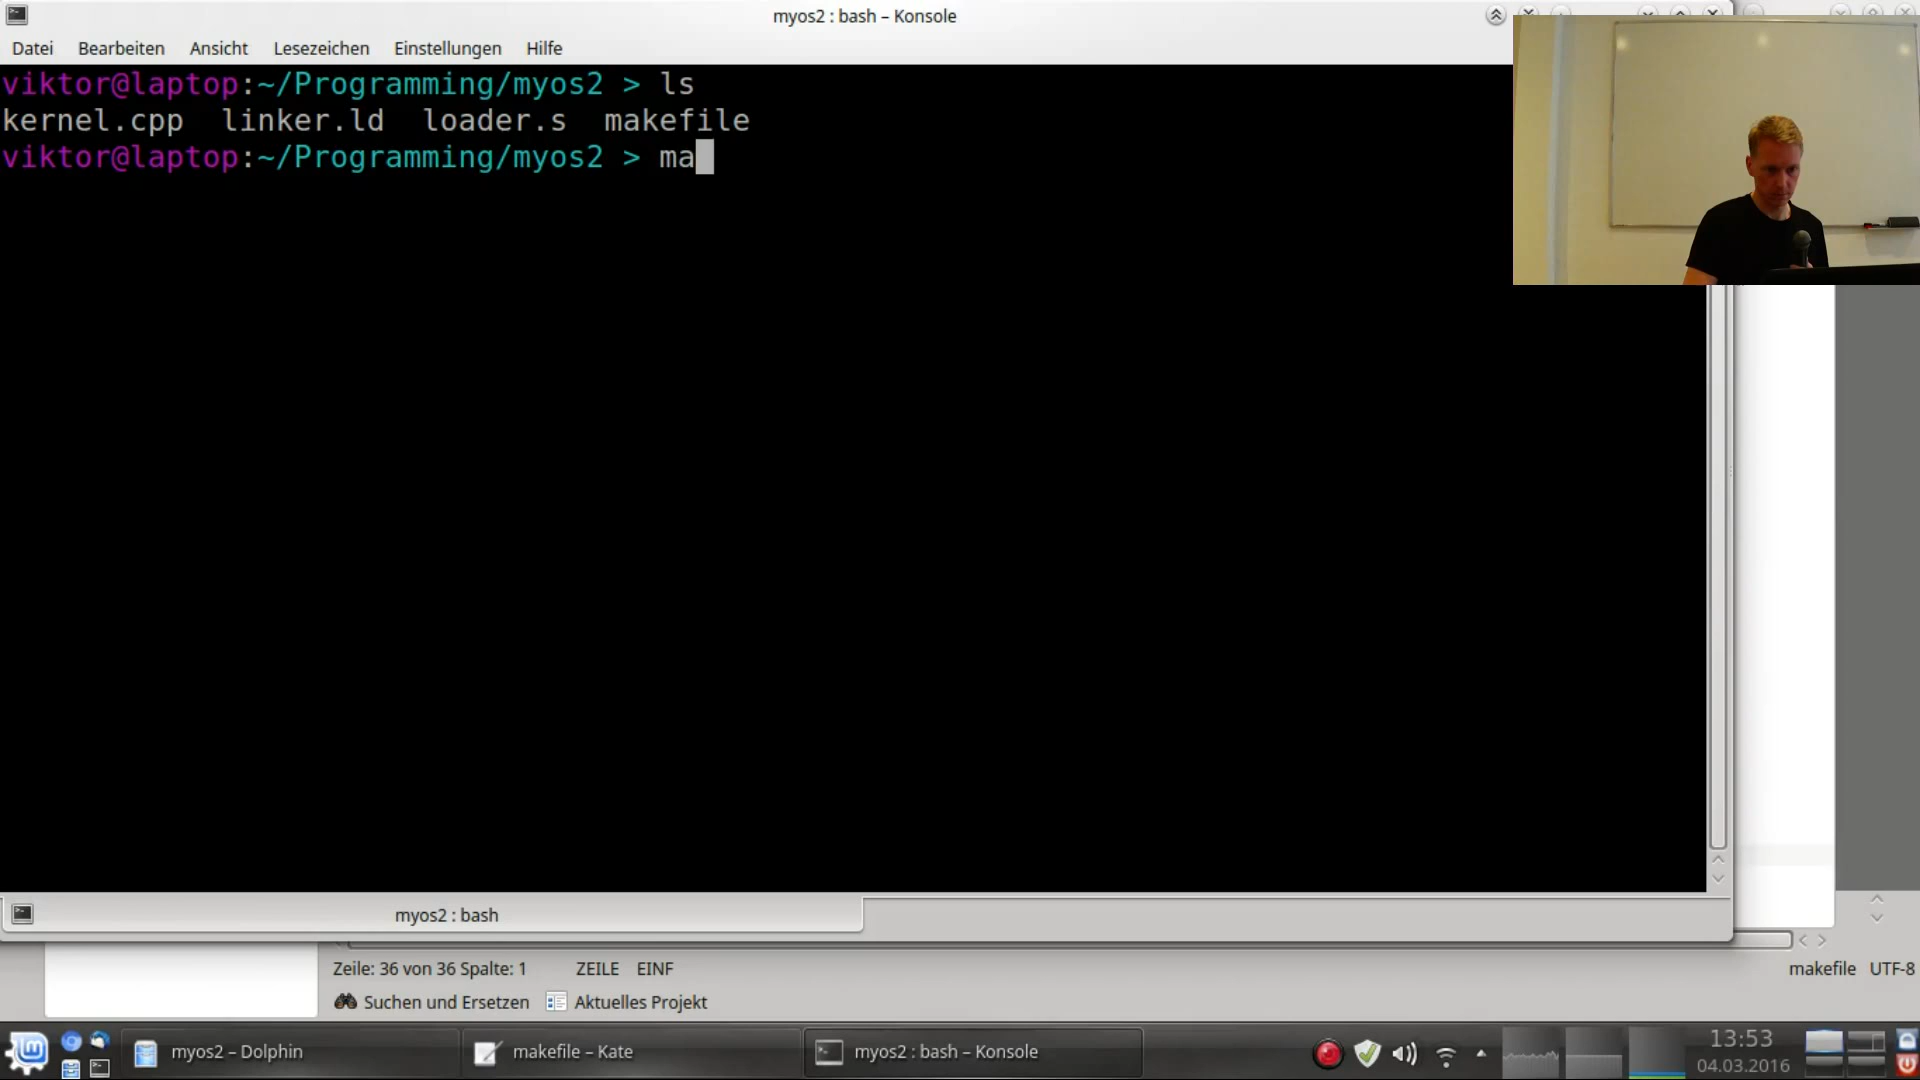 myos2 : bash – Konsole
Datei Bearbeiten Ansicht Lesezeichen Einstellungen Hilfe
viktor@laptop:~/Programming/myos2 > ls
kernel.cpp linker.ld loader.s makefile
viktor@laptop:~/Programming/myos2 > ma
myos2 : bash
Zeile: 36 von 36 Spalte: 1 ZEILE EINF makefile UTF-8
Suchen und Ersetzen Aktuelles Projekt
myos2 – Dolphin makefile – Kate myos2 : bash – Konsole 13:53
04.03.2016